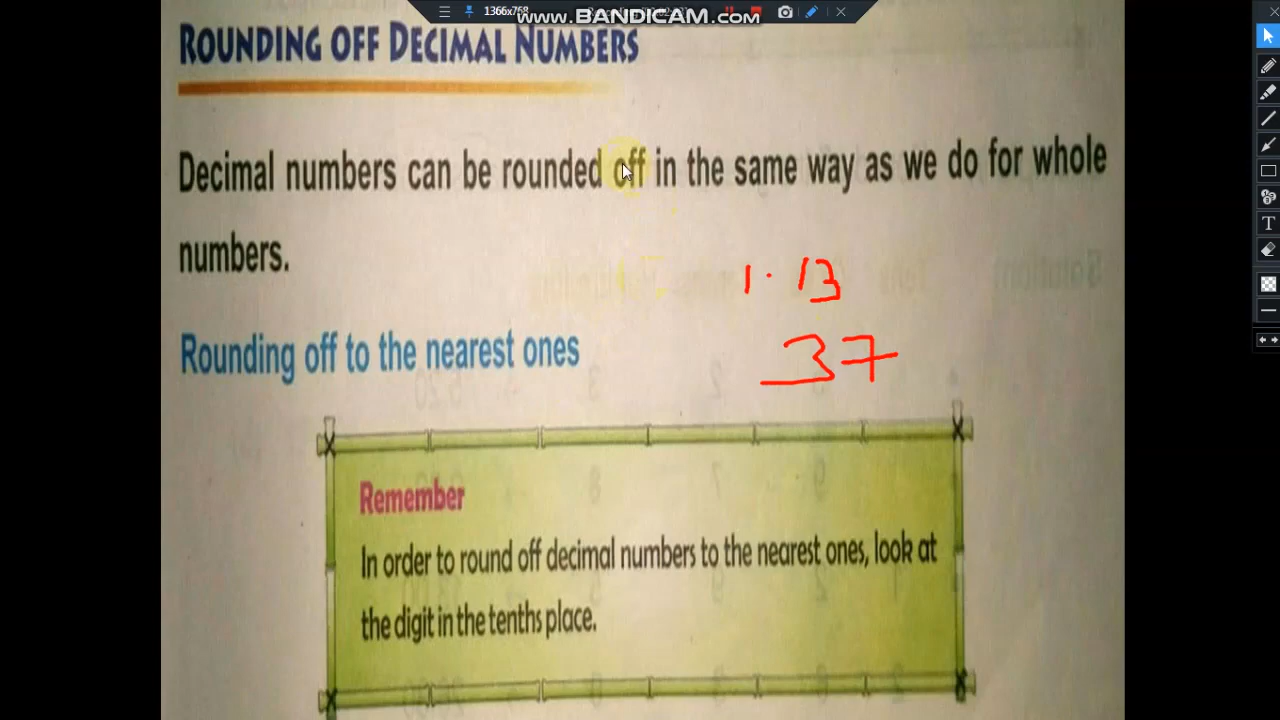 1366x768
www.BANDICAM.com
ROUNDING OFF DECIMAL NUMBERS
Decimal numbers can be rounded off in the same way as we do for whole
numbers.
1.13
Rounding off to the nearest ones
37
Remember
In order to round off decimal numbers to the nearest ones, look at
the digit in the tenths place.